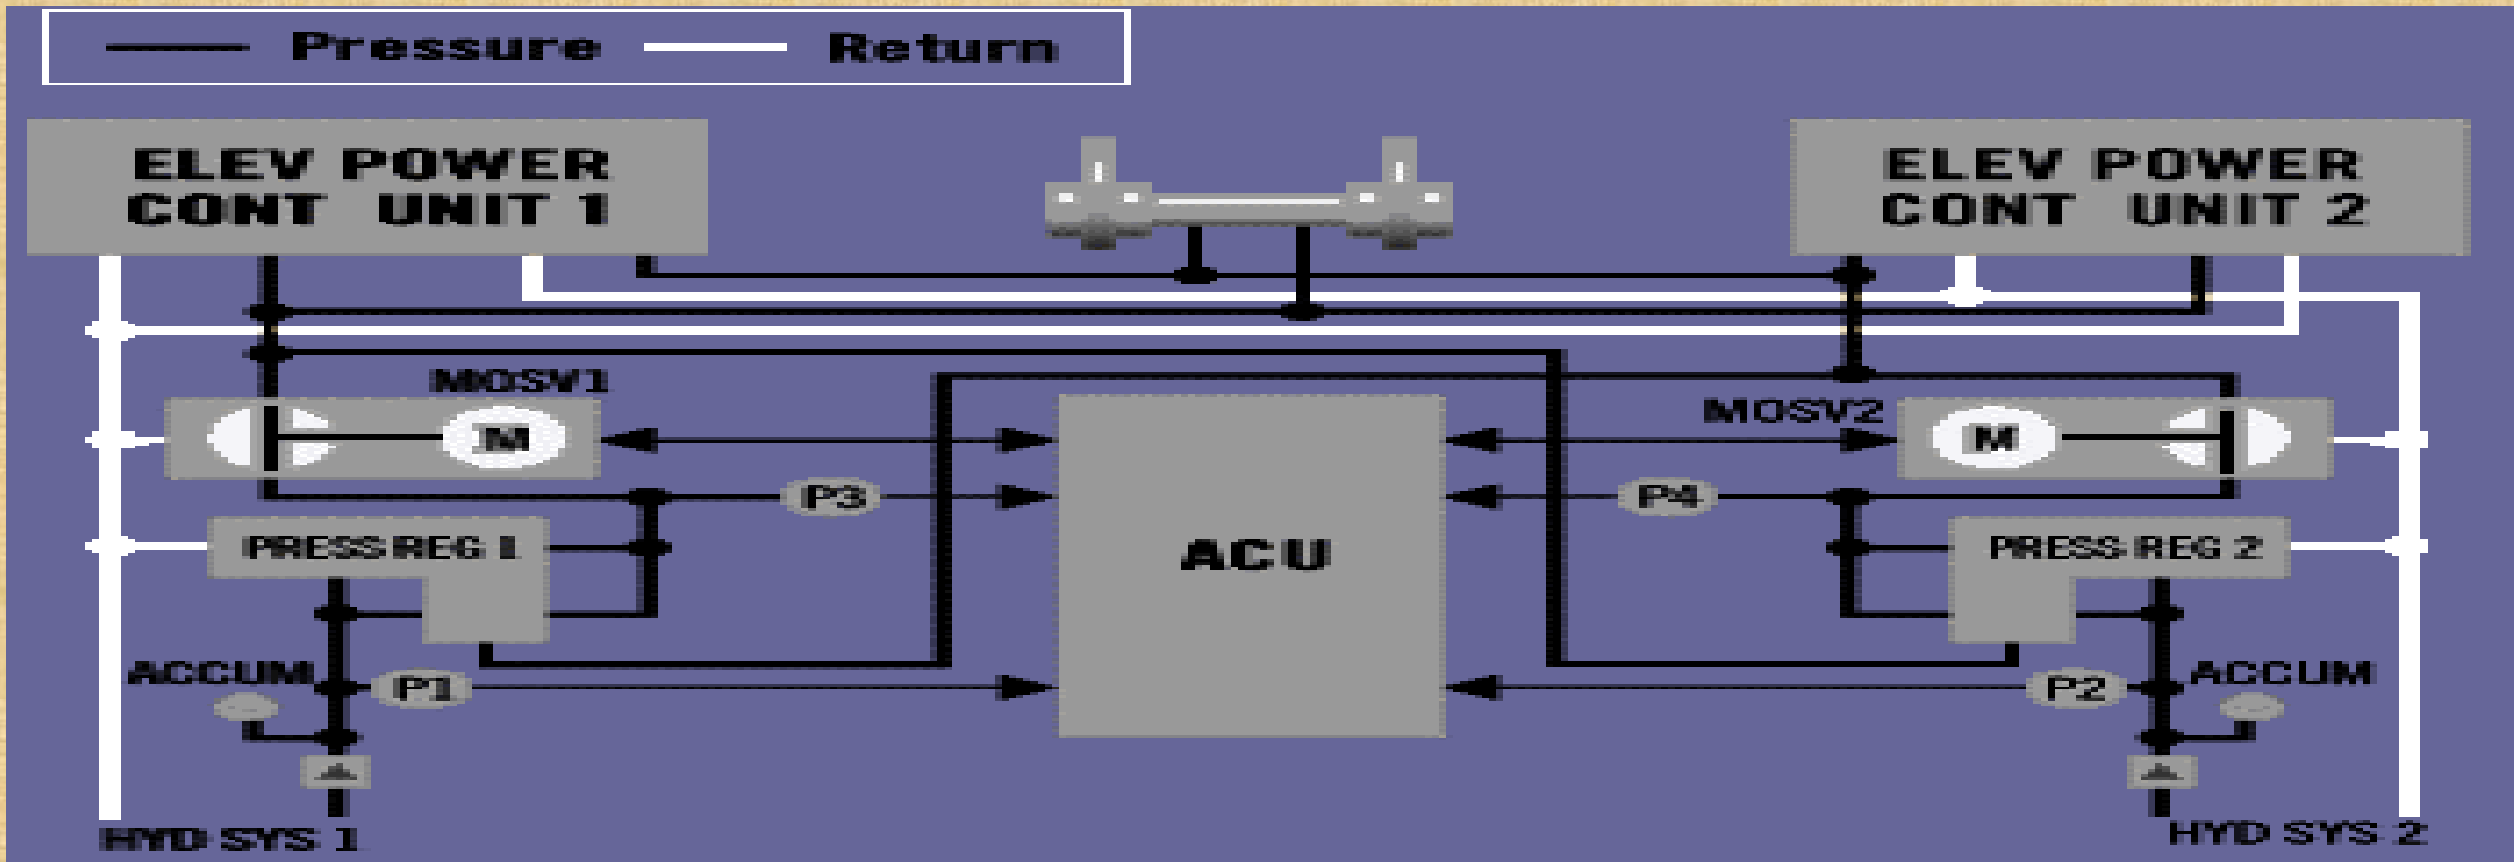 Pressure Return
ELEV POWER
CONT UNIT 1
ELEV POWER
CONT UNIT 2
MOSV1
MOSV2
M
M
P3
P4
PRESS REG 1
ACU
PRESS REG 2
ACCUM
P1
P2
ACCUM
HYD SYS 1
HYD SYS 2